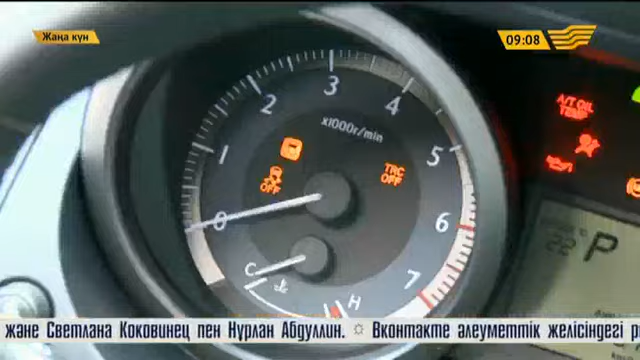 Жаңа күн
09:08
x1000r/min
0
1
2
3
4
5
6
7
OFF
TRC
OFF
A/T OIL
TEMP
C
H
22
P
және Светлана Коковинец пен Нұрлан Абдуллин. ☼ Вконтакте әлеуметтік желісіндегі